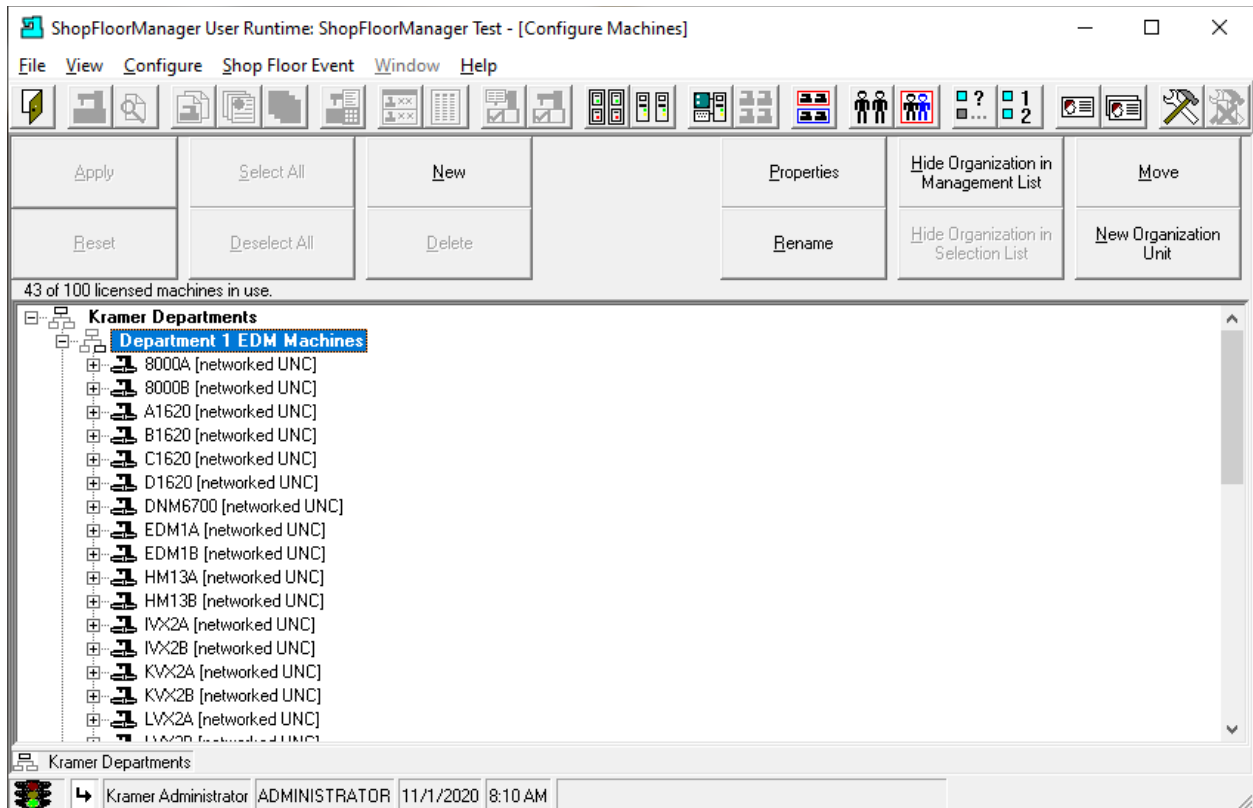 ShopFloorManager User Runtime: ShopFloorManager Test - [Configure Machines]
File View Configure Shop Floor Event Window Help
Apply
Select All
New
Properties
Hide Organization in Management List
Move
Reset
Deselect All
Delete
Rename
Hide Organization in Selection List
New Organization Unit
43 of 100 licensed machines in use.
Kramer Departments
Department 1 EDM Machines
8000A [networked UNC]
8000B [networked UNC]
A1620 [networked UNC]
B1620 [networked UNC]
C1620 [networked UNC]
D1620 [networked UNC]
DNM6700 [networked UNC]
EDM1A [networked UNC]
EDM1B [networked UNC]
HM13A [networked UNC]
HM13B [networked UNC]
IVX2A [networked UNC]
IVX2B [networked UNC]
KVX2A [networked UNC]
KVX2B [networked UNC]
LVX2A [networked UNC]
Kramer Departments
Kramer Administrator ADMINISTRATOR 11/1/2020 8:10 AM